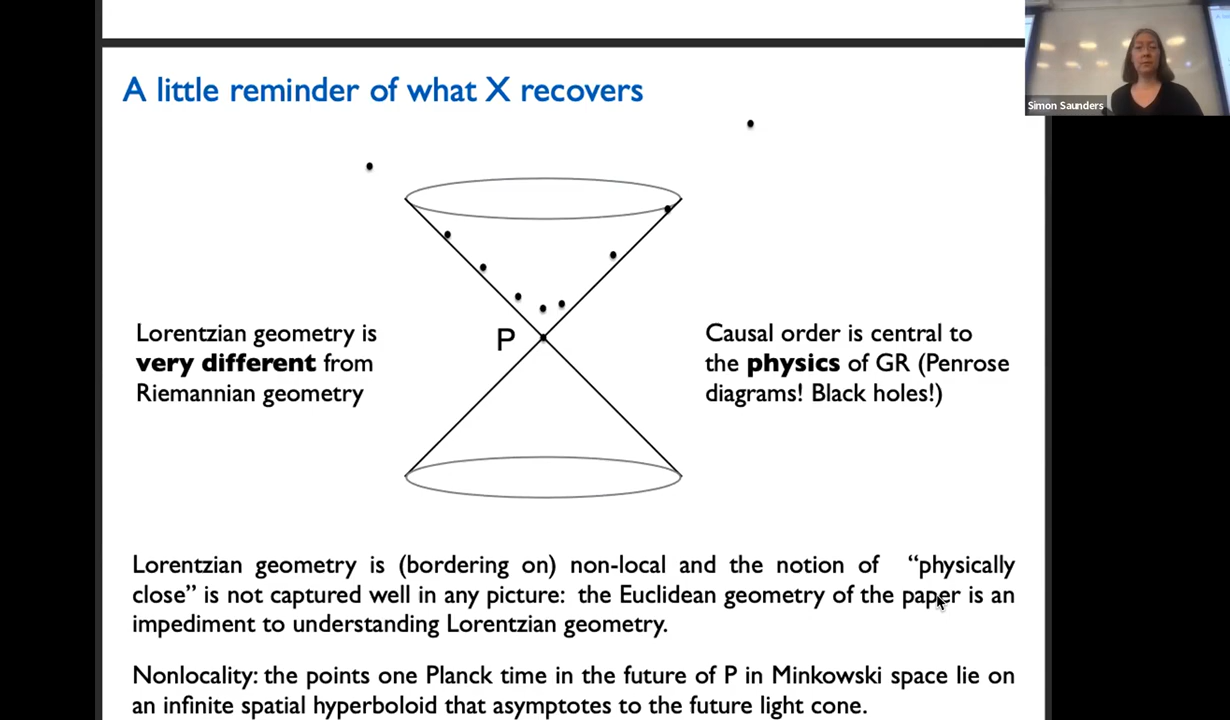 A little reminder of what X recovers
Simon Saunders
Lorentzian geometry is
very different from
Riemannian geometry
P
Causal order is central to
the physics of GR (Penrose
diagrams! Black holes!)
Lorentzian geometry is (bordering on) non-local and the notion of “physically
close” is not captured well in any picture: the Euclidean geometry of the paper is an
impediment to understanding Lorentzian geometry.
Nonlocality: the points one Planck time in the future of P in Minkowski space lie on
an infinite spatial hyperboloid that asymptotes to the future light cone.